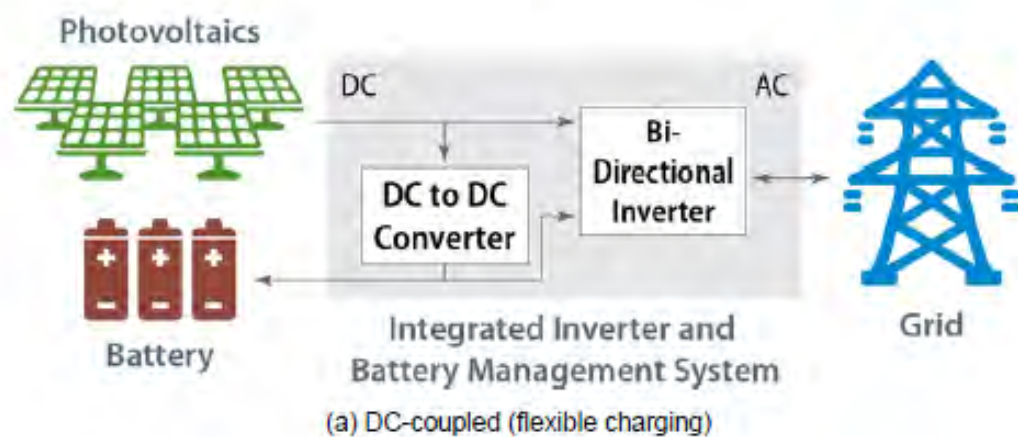 Photovoltaics
DC
AC
Bi-
Directional
Inverter
DC to DC
Converter
Battery
Integrated Inverter and
Battery Management System
Grid
(a) DC-coupled (flexible charging)